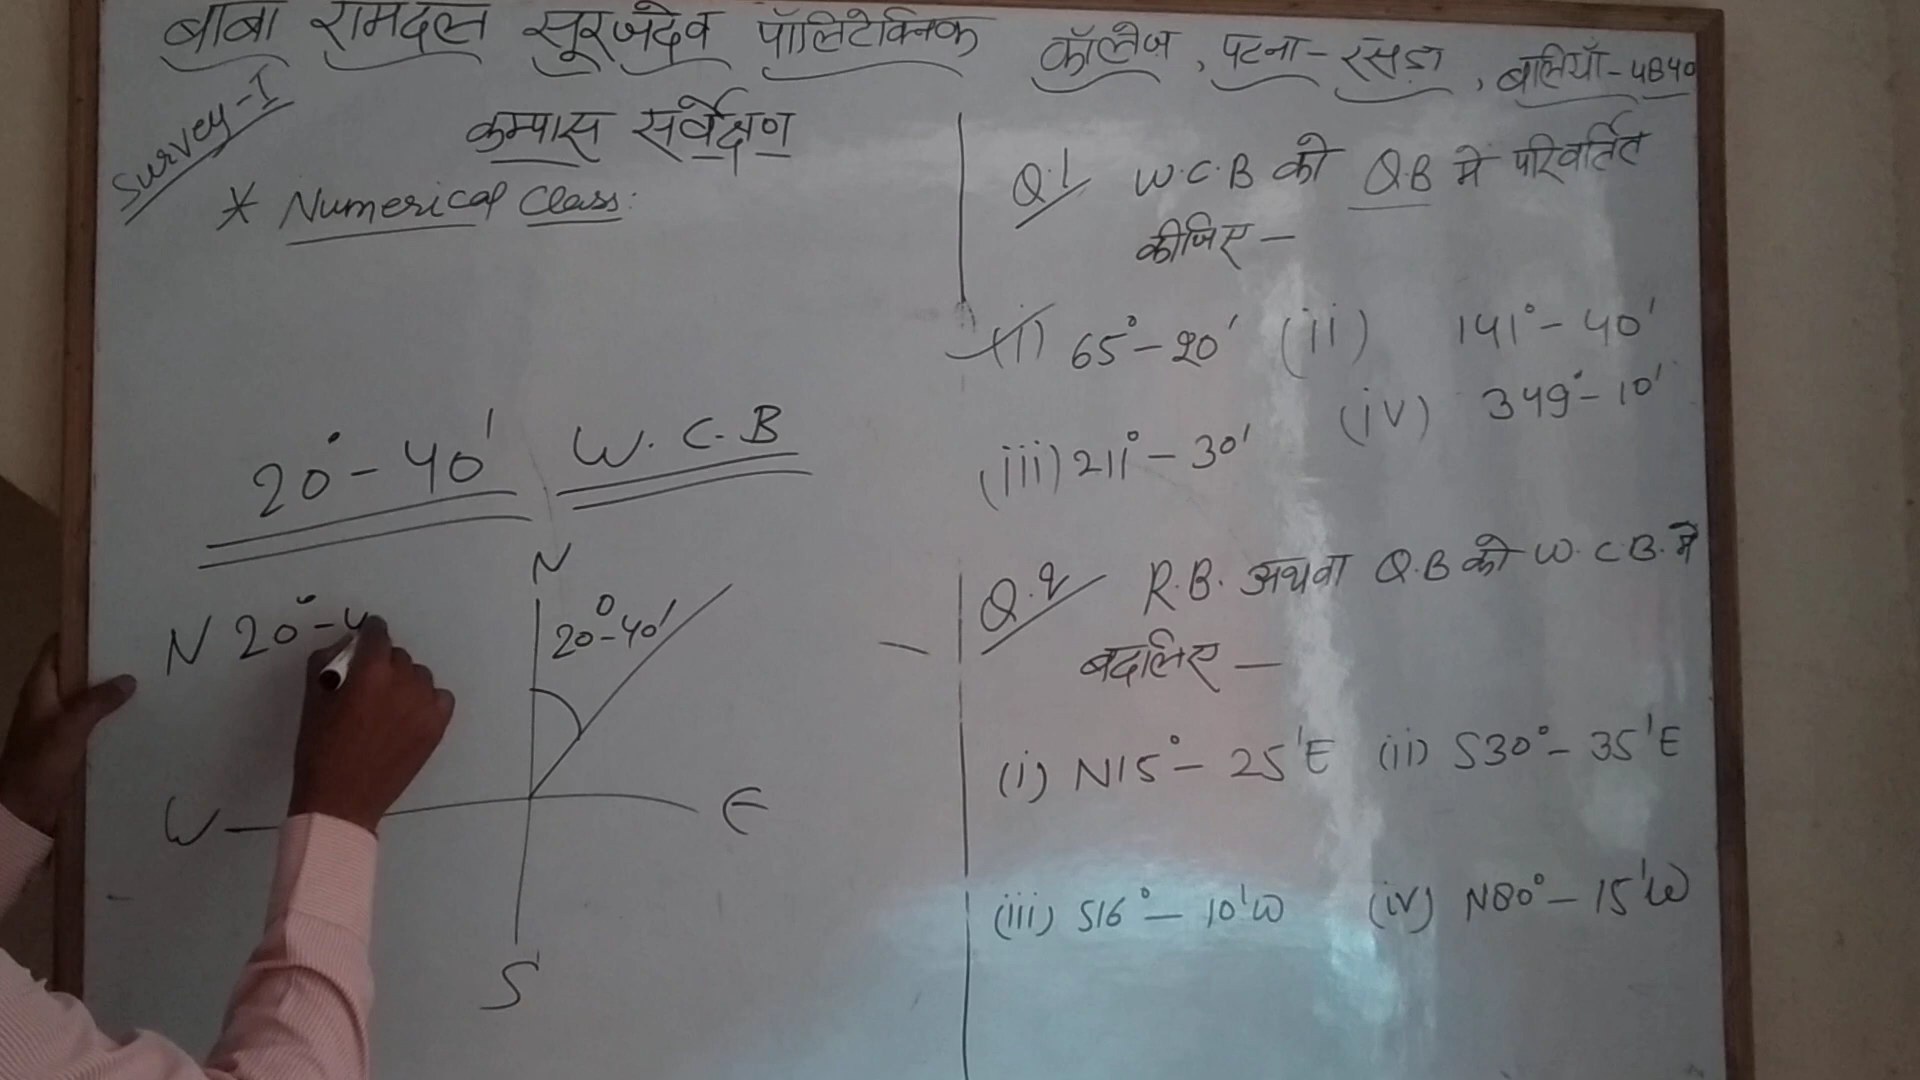 बाबा रामदल सूरजदेव पॉलिटेक्निक कॉलेज, पटना-रसड़ा, बलियाँ-U.P.
Survey-I
कम्पास सर्वेक्षण
* Numerical Class:
20°-40' W.C.B
N
20°-40'
N 20°-4
W
E
S
Q.1 W.C.B को Q.B मे परिवर्तित
कीजिए -
(i) 65°-20' (ii) 141°-40'
(iii) 211°-30' (iv) 349°-10'
Q.2 R.B. अथवा Q.B को W.C.B. मे
बदलिए -
(i) N15°-25'E (ii) S30°-35'E
(iii) S16°-10'W (iv) N80°-15'W